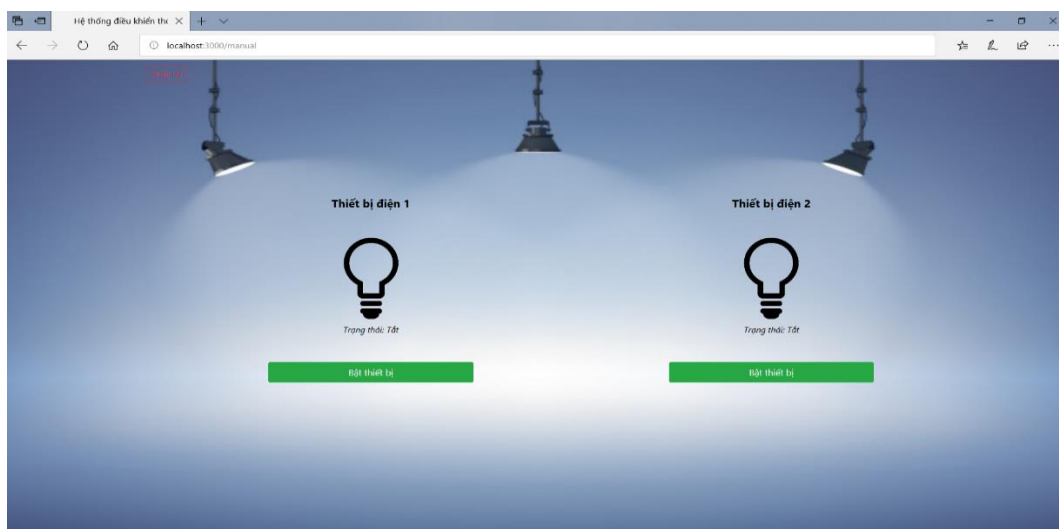 Hệ thống điều khiển thi
localhost:3000/manual
Thiết bị điện 1
Thiết bị điện 2
Trạng thái: Tắt
Trạng thái: Tắt
Bật thiết bị
Bật thiết bị